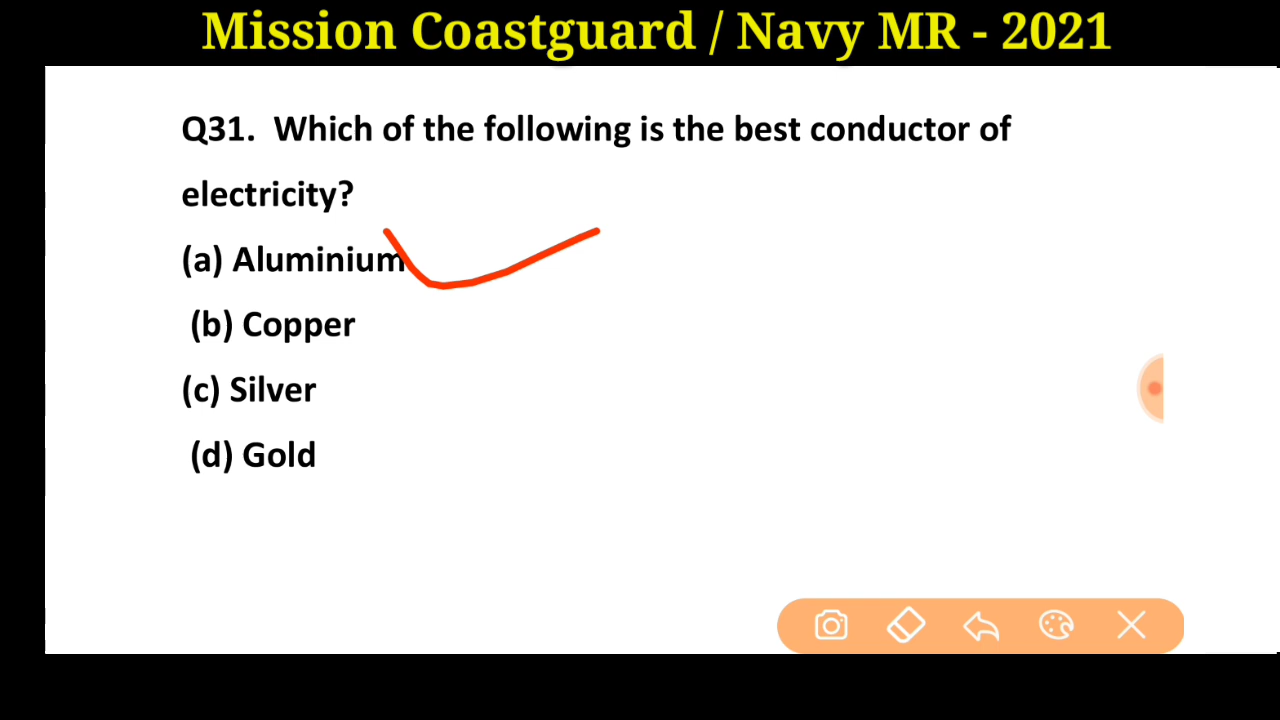 Mission Coastguard / Navy MR - 2021
Q31. Which of the following is the best conductor of
electricity?
(a) Aluminium
(b) Copper
(c) Silver
(d) Gold